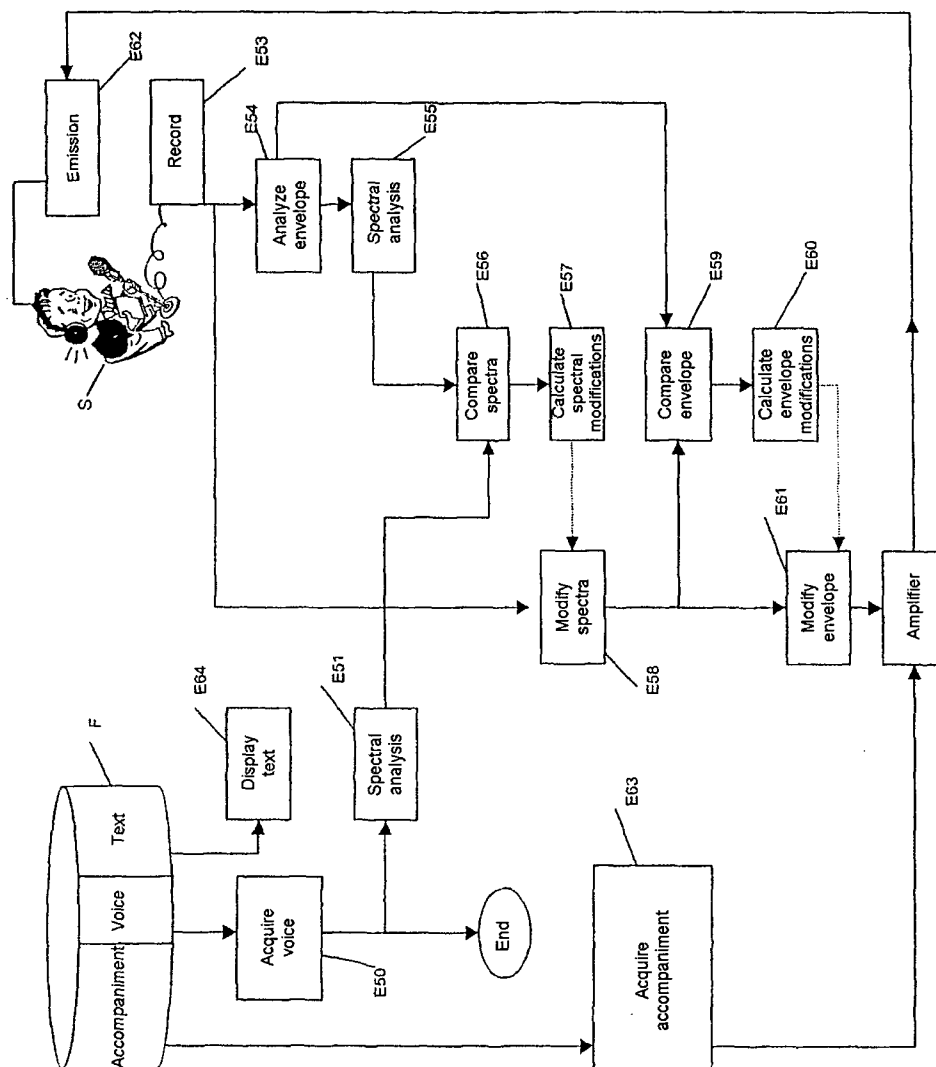 Accompaniment
Voice
Text
F
Acquire
voice
E50
Display
text
E64
End
Spectral
analysis
E51
Acquire
accompaniment
E63
S
Emission
E62
Record
E53
Analyze
envelope
E54
Spectral
analysis
E55
Compare
spectra
E56
Calculate
spectral
modifications
E57
Modify
spectra
E58
Compare
envelope
E59
Calculate
envelope
modifications
E60
Modify
envelope
E61
Amplifier